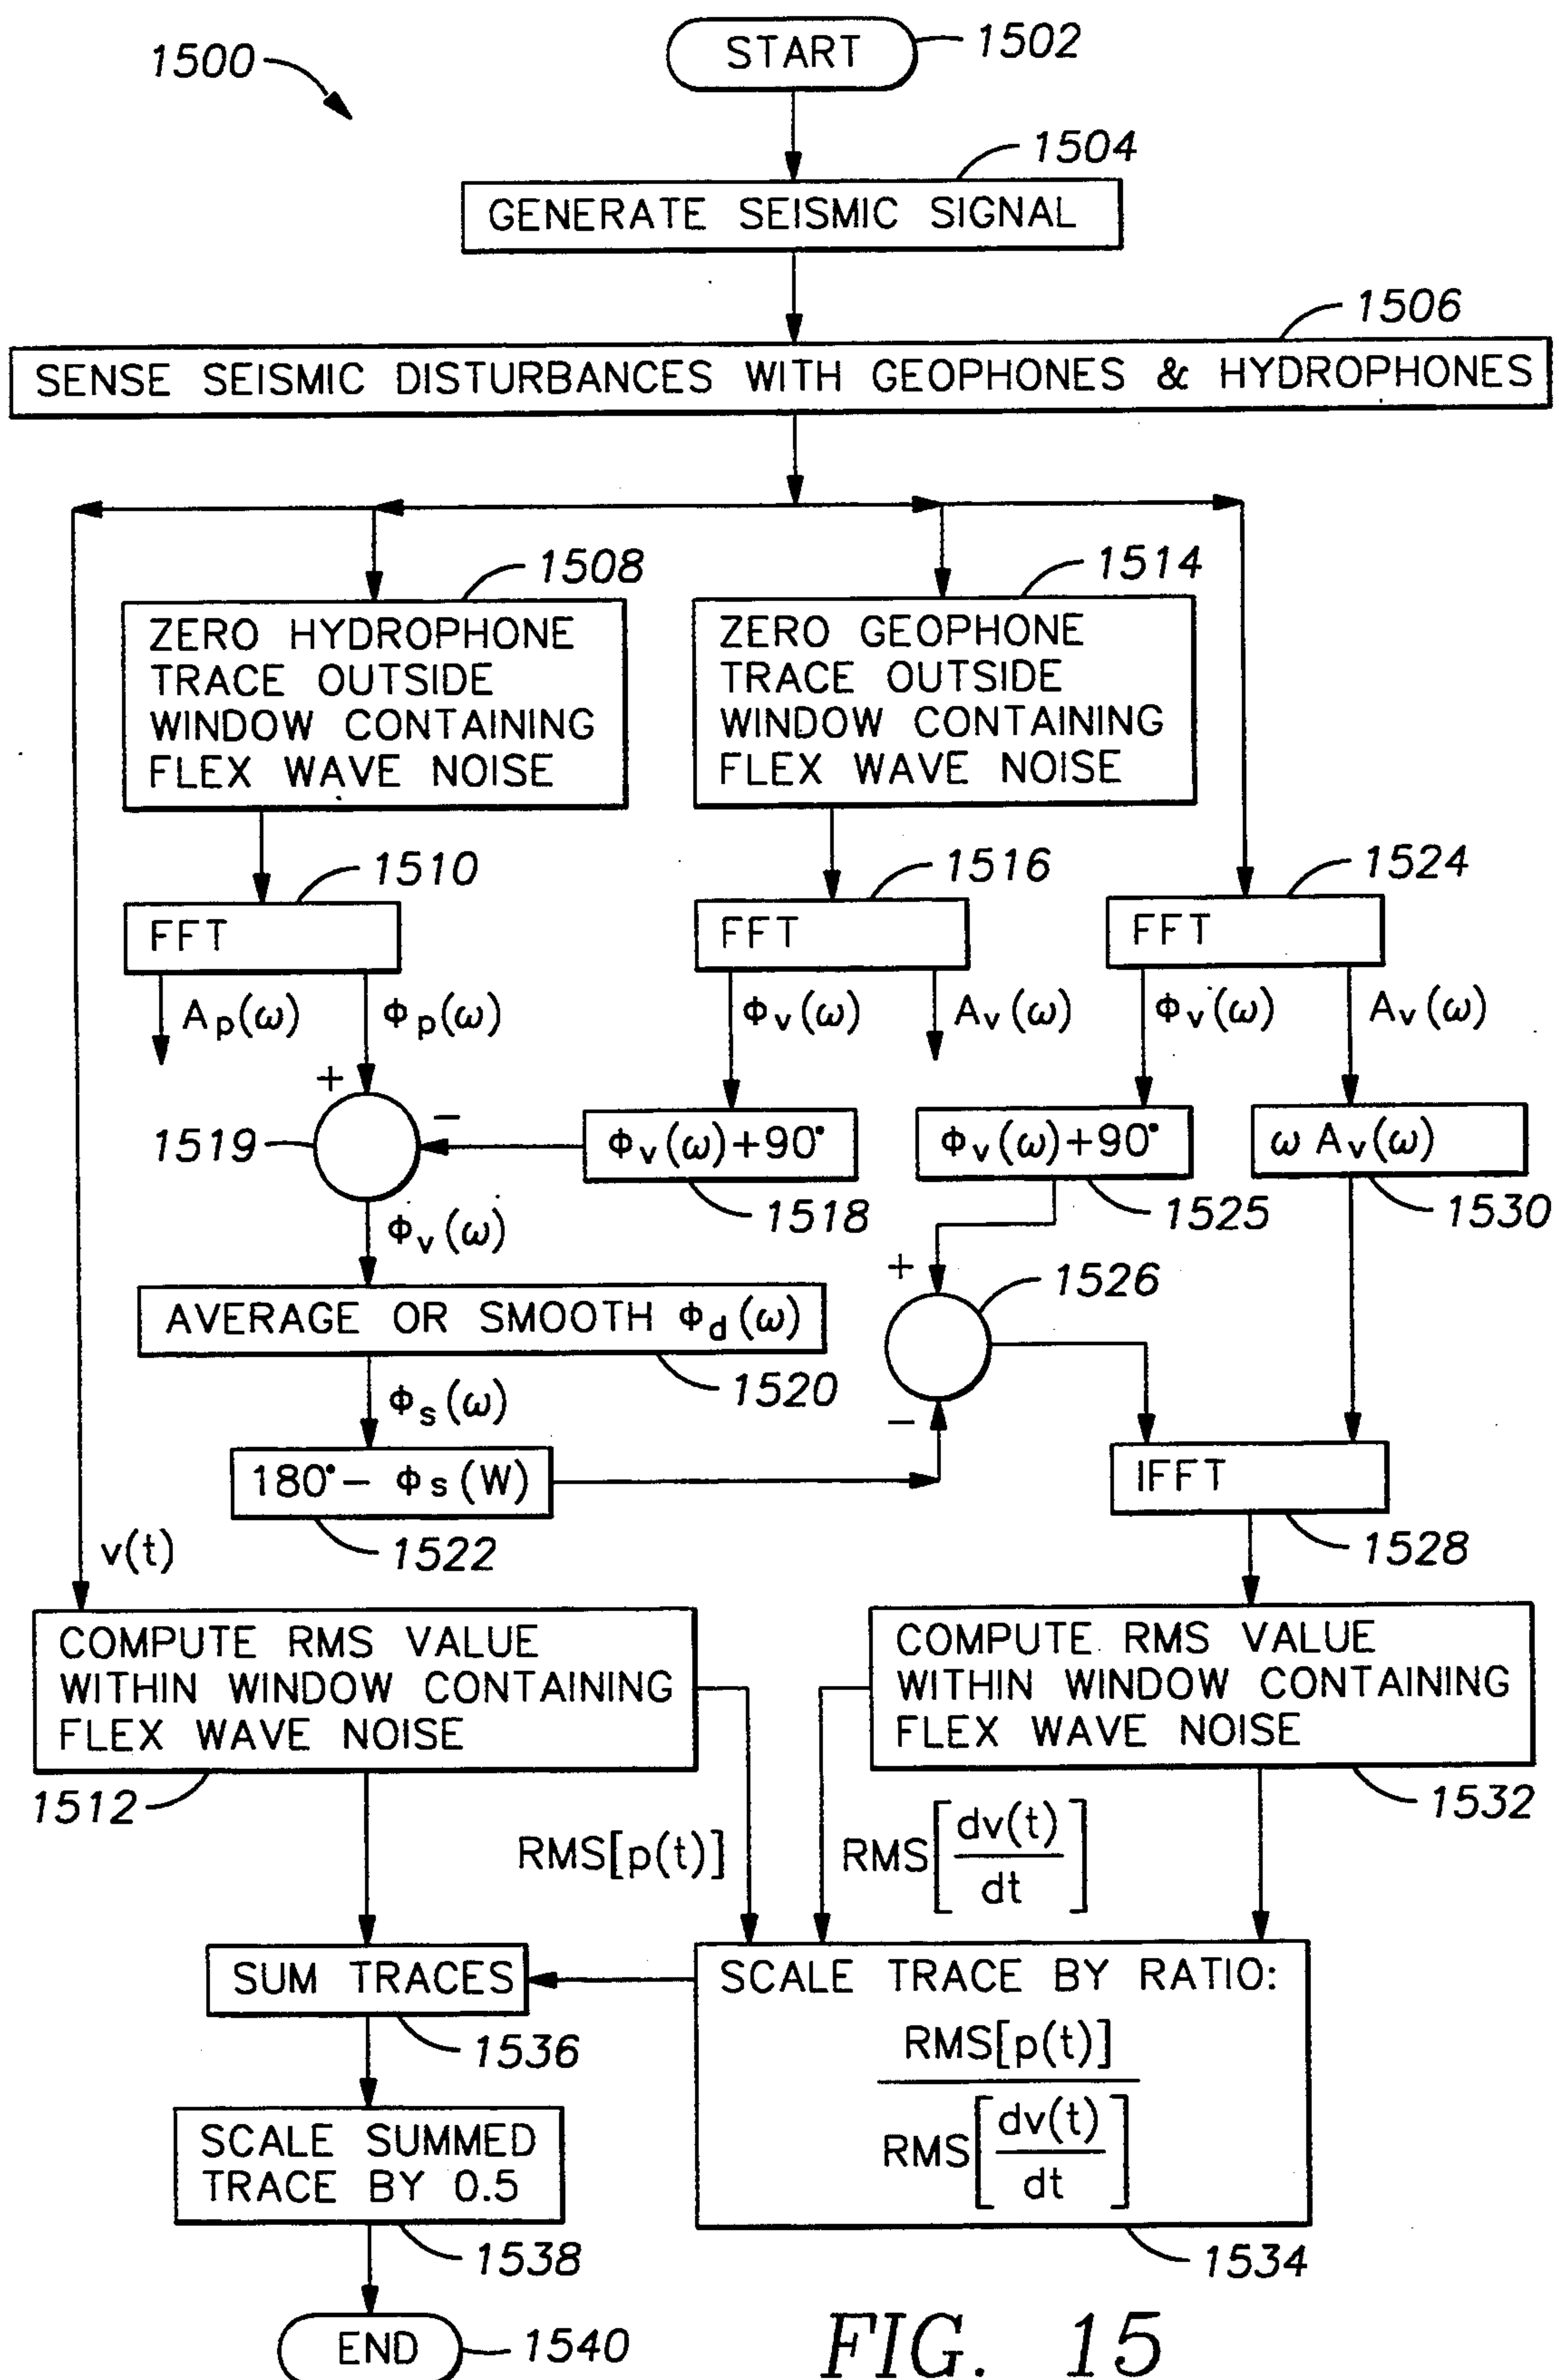 1500
START
1502
1504
GENERATE SEISMIC SIGNAL
1506
SENSE SEISMIC DISTURBANCES WITH GEOPHONES & HYDROPHONES
1508
ZERO HYDROPHONE
TRACE OUTSIDE
WINDOW CONTAINING
FLEX WAVE NOISE
1514
ZERO GEOPHONE
TRACE OUTSIDE
WINDOW CONTAINING
FLEX WAVE NOISE
1510
FFT
1516
FFT
1524
FFT
Ap(ω)
Φp(ω)
Φv(ω)
Av(ω)
Φv(ω)
Av(ω)
+
−
1519
Φv(ω)+90°
1518
Φv(ω)+90°
1525
ω Av(ω)
1530
Φv(ω)
+
1526
−
AVERAGE OR SMOOTH Φd(ω)
1520
Φs(ω)
180°− Φs(W)
1522
IFFT
1528
v(t)
COMPUTE RMS VALUE
WITHIN WINDOW CONTAINING
FLEX WAVE NOISE
1512
COMPUTE RMS VALUE
WITHIN WINDOW CONTAINING
FLEX WAVE NOISE
1532
RMS[p(t)]
RMS[dv(t)/dt]
SUM TRACES
1536
SCALE TRACE BY RATIO:
RMS[p(t)]
RMS[dv(t)/dt]
1534
SCALE SUMMED
TRACE BY 0.5
1538
END
1540
FIG. 15